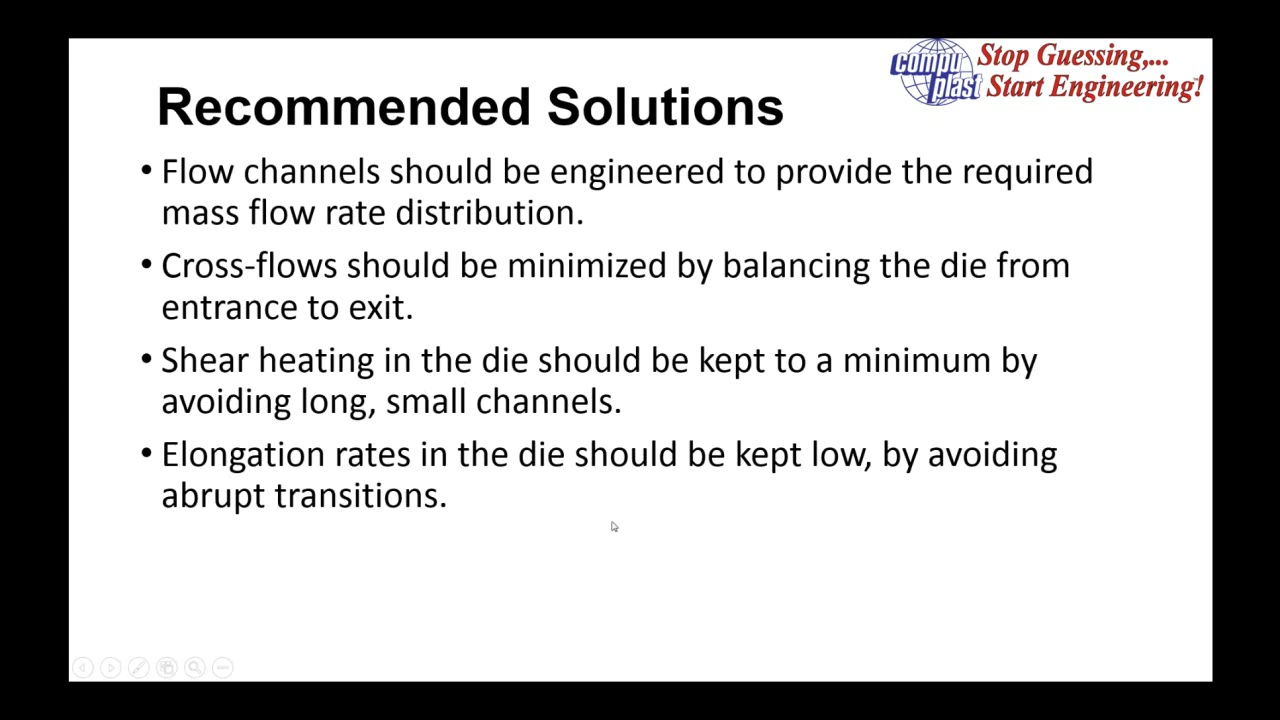 compu
plast
Stop Guessing,...
Start Engineering!
Recommended Solutions
• Flow channels should be engineered to provide the required
mass flow rate distribution.
• Cross-flows should be minimized by balancing the die from
entrance to exit.
• Shear heating in the die should be kept to a minimum by
avoiding long, small channels.
• Elongation rates in the die should be kept low, by avoiding
abrupt transitions.